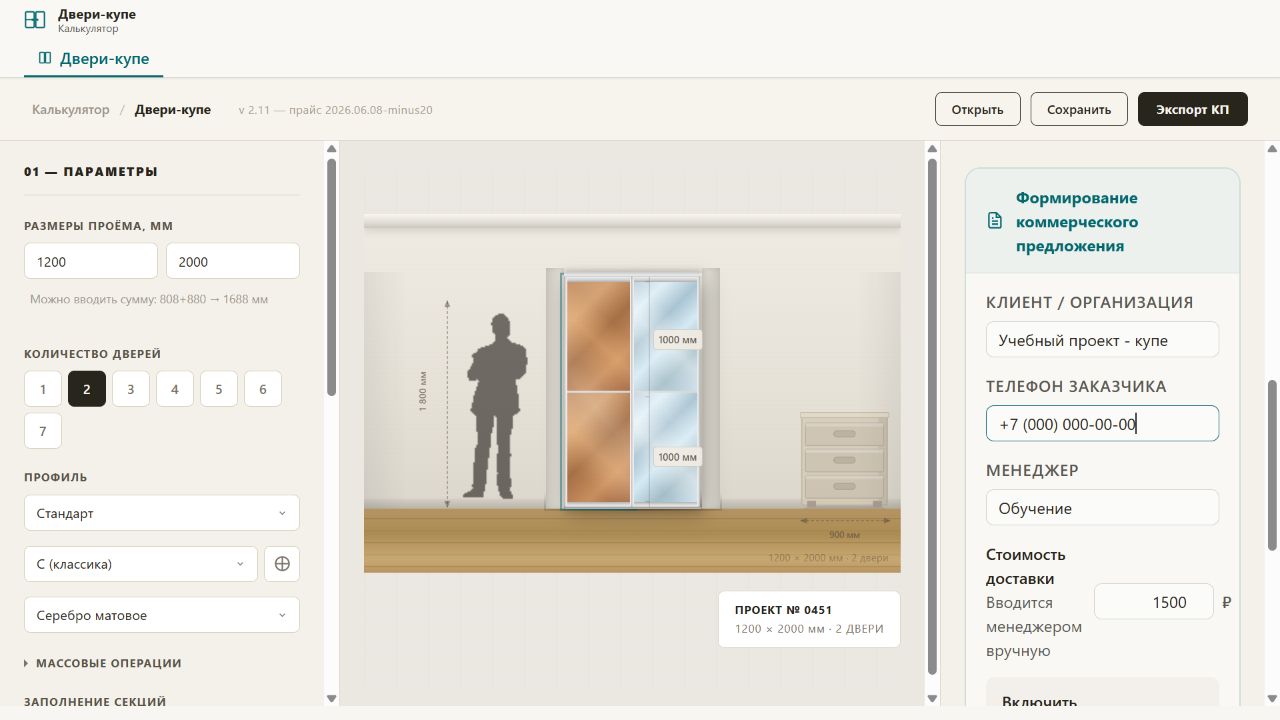 Двери-купе
Калькулятор
Двери-купе
Калькулятор / Двери-купе v 2.11 — прайс 2026.06.08-minus20
Открыть
Сохранить
Экспорт КП
01 — ПАРАМЕТРЫ
РАЗМЕРЫ ПРОЁМА, ММ
1200
2000
Можно вводить сумму: 808+880 → 1688 мм
КОЛИЧЕСТВО ДВЕРЕЙ
1 2 3 4 5 6
7
ПРОФИЛЬ
Стандарт
С (классика)
Серебро матовое
МАССОВЫЕ ОПЕРАЦИИ
ЗАПОЛНЕНИЕ СЕКЦИЙ
1 800 мм
1000 мм
1000 мм
900 мм
1200 × 2000 мм · 2 двери
ПРОЕКТ № 0451
1200 × 2000 мм · 2 ДВЕРИ
Формирование
коммерческого
предложения
КЛИЕНТ / ОРГАНИЗАЦИЯ
Учебный проект - купе
ТЕЛЕФОН ЗАКАЗЧИКА
+7 (000) 000-00-00
МЕНЕДЖЕР
Обучение
Стоимость
доставки
Вводится
менеджером
вручную
1500 ₽
Включить